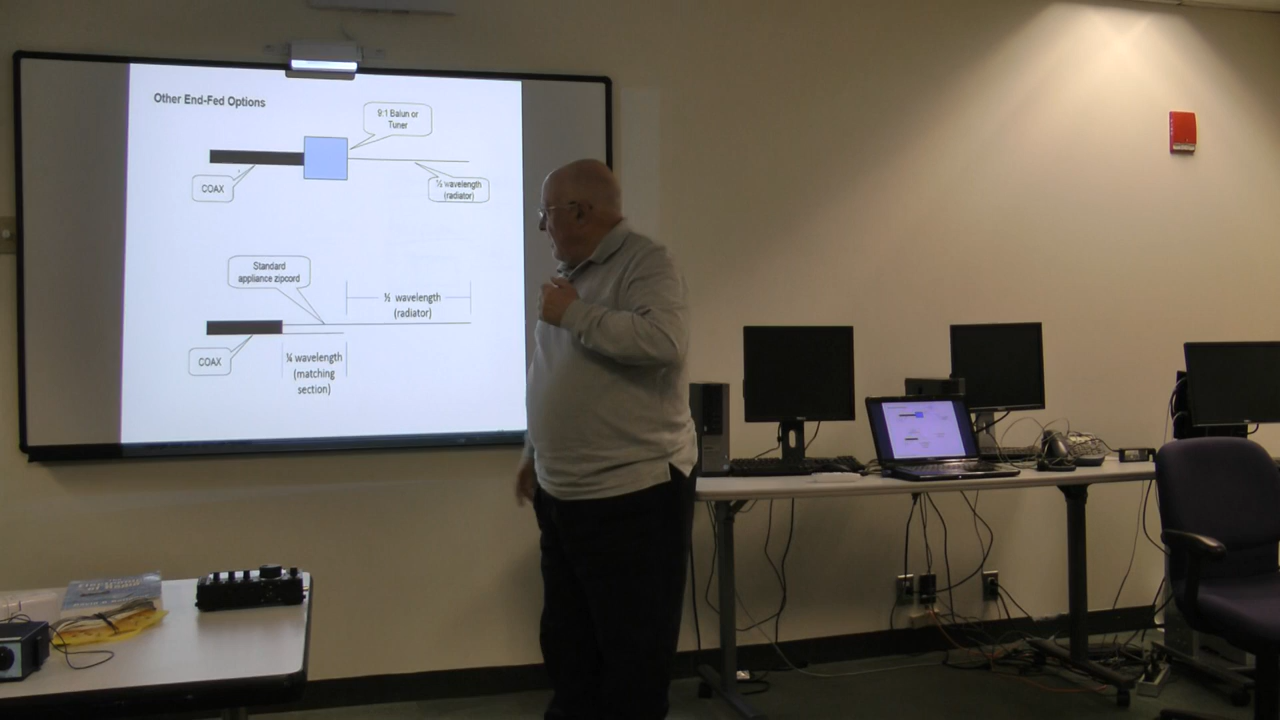 Other End-Fed Options
9:1 Balun or
Tuner
COAX
½ wavelength
(radiator)
Standard
appliance zipcord
½ wavelength
(radiator)
COAX
¼ wavelength
(matching
section)